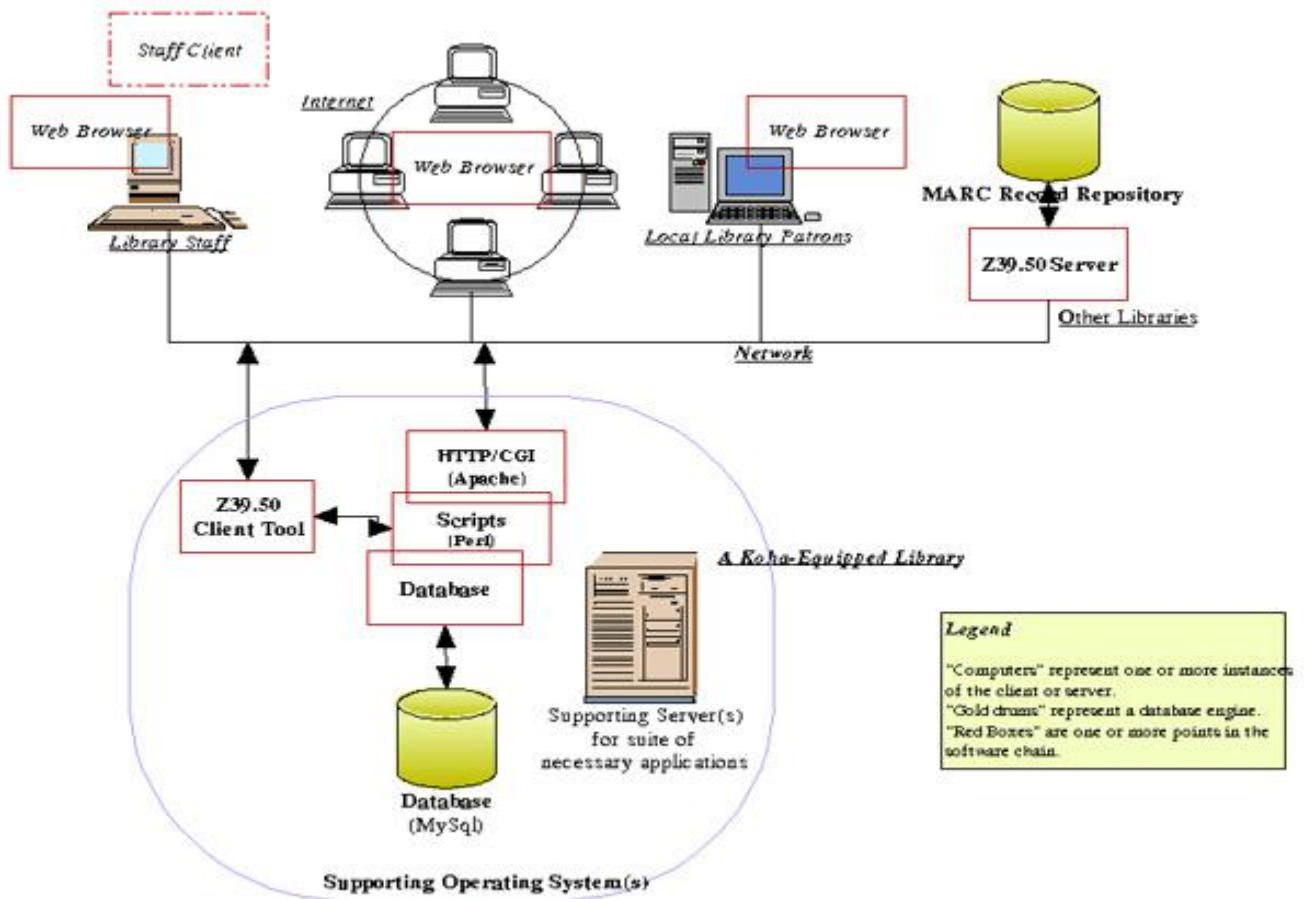 Staff Client
Web Browser
Library Staff
Internet
Web Browser
Web Browser
Local Library Patrons
MARC Record Repository
Z39.50 Server
Other Libraries
Network
HTTP/CGI
(Apache)
Z39.50
Client Tool
Scripts
(Perl)
Database
A Koha-Equipped Library
Supporting Server(s)
for suite of
necessary applications
Database
(MySql)
Supporting Operating System(s)
Legend
"Computers" represent one or more instances
of the client or server.
"Gold drums" represent a database engine.
"Red Boxes" are one or more points in the
software chain.